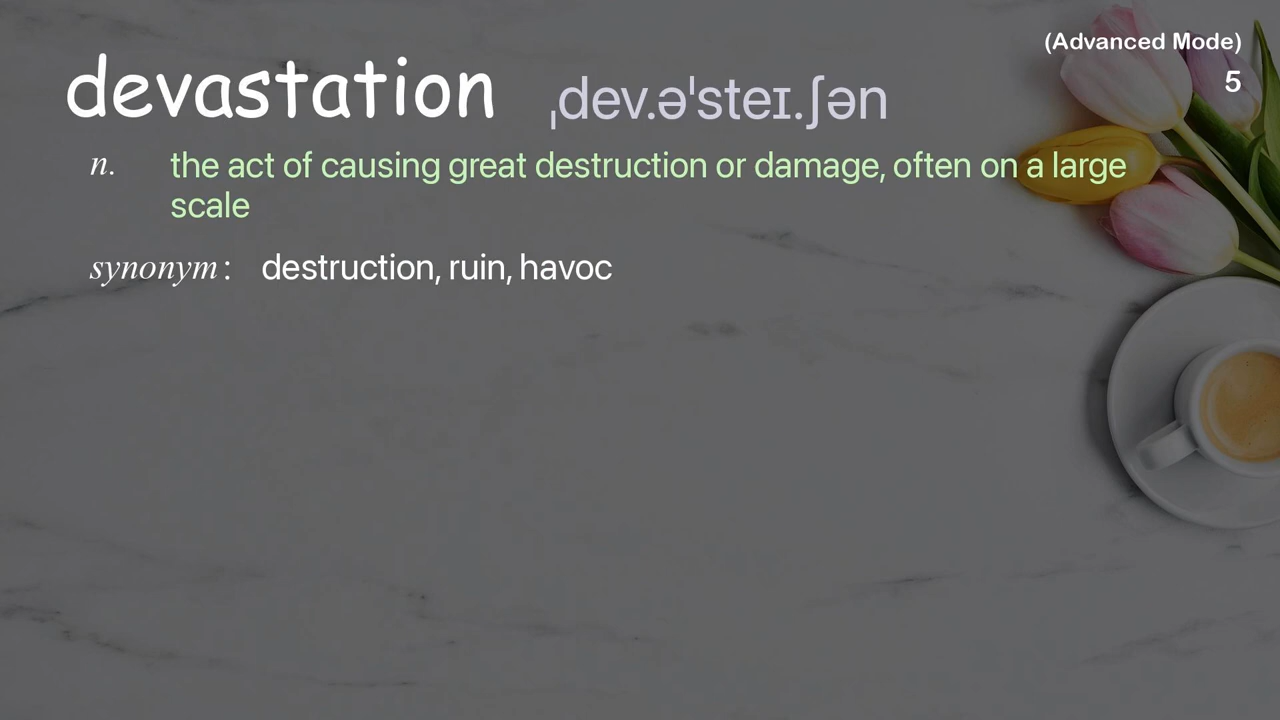 (Advanced Mode)
5
devastation ˌdev.əˈsteɪ.ʃən
n. the act of causing great destruction or damage, often on a large
scale
synonym: destruction, ruin, havoc